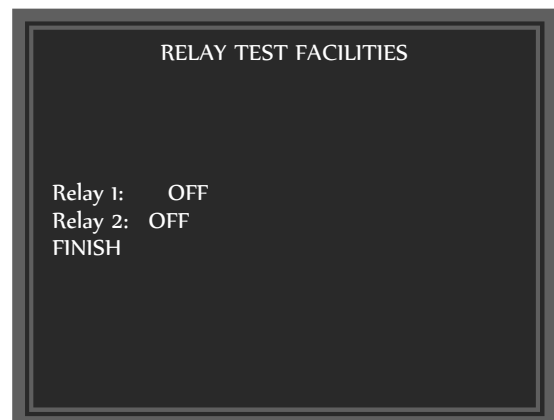 RELAY TEST FACILITIES
Relay 1: OFF
Relay 2: OFF
FINISH